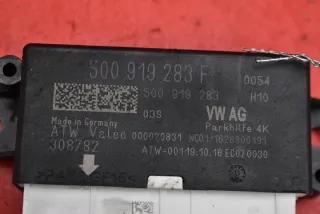 5Q0 919 283 F
0054
5Q0 919 283 H10
03S VW AG
Made in Germany Parkhilfe 4K
ATW Valeo 000020831
308782 ATW-00119.10.16